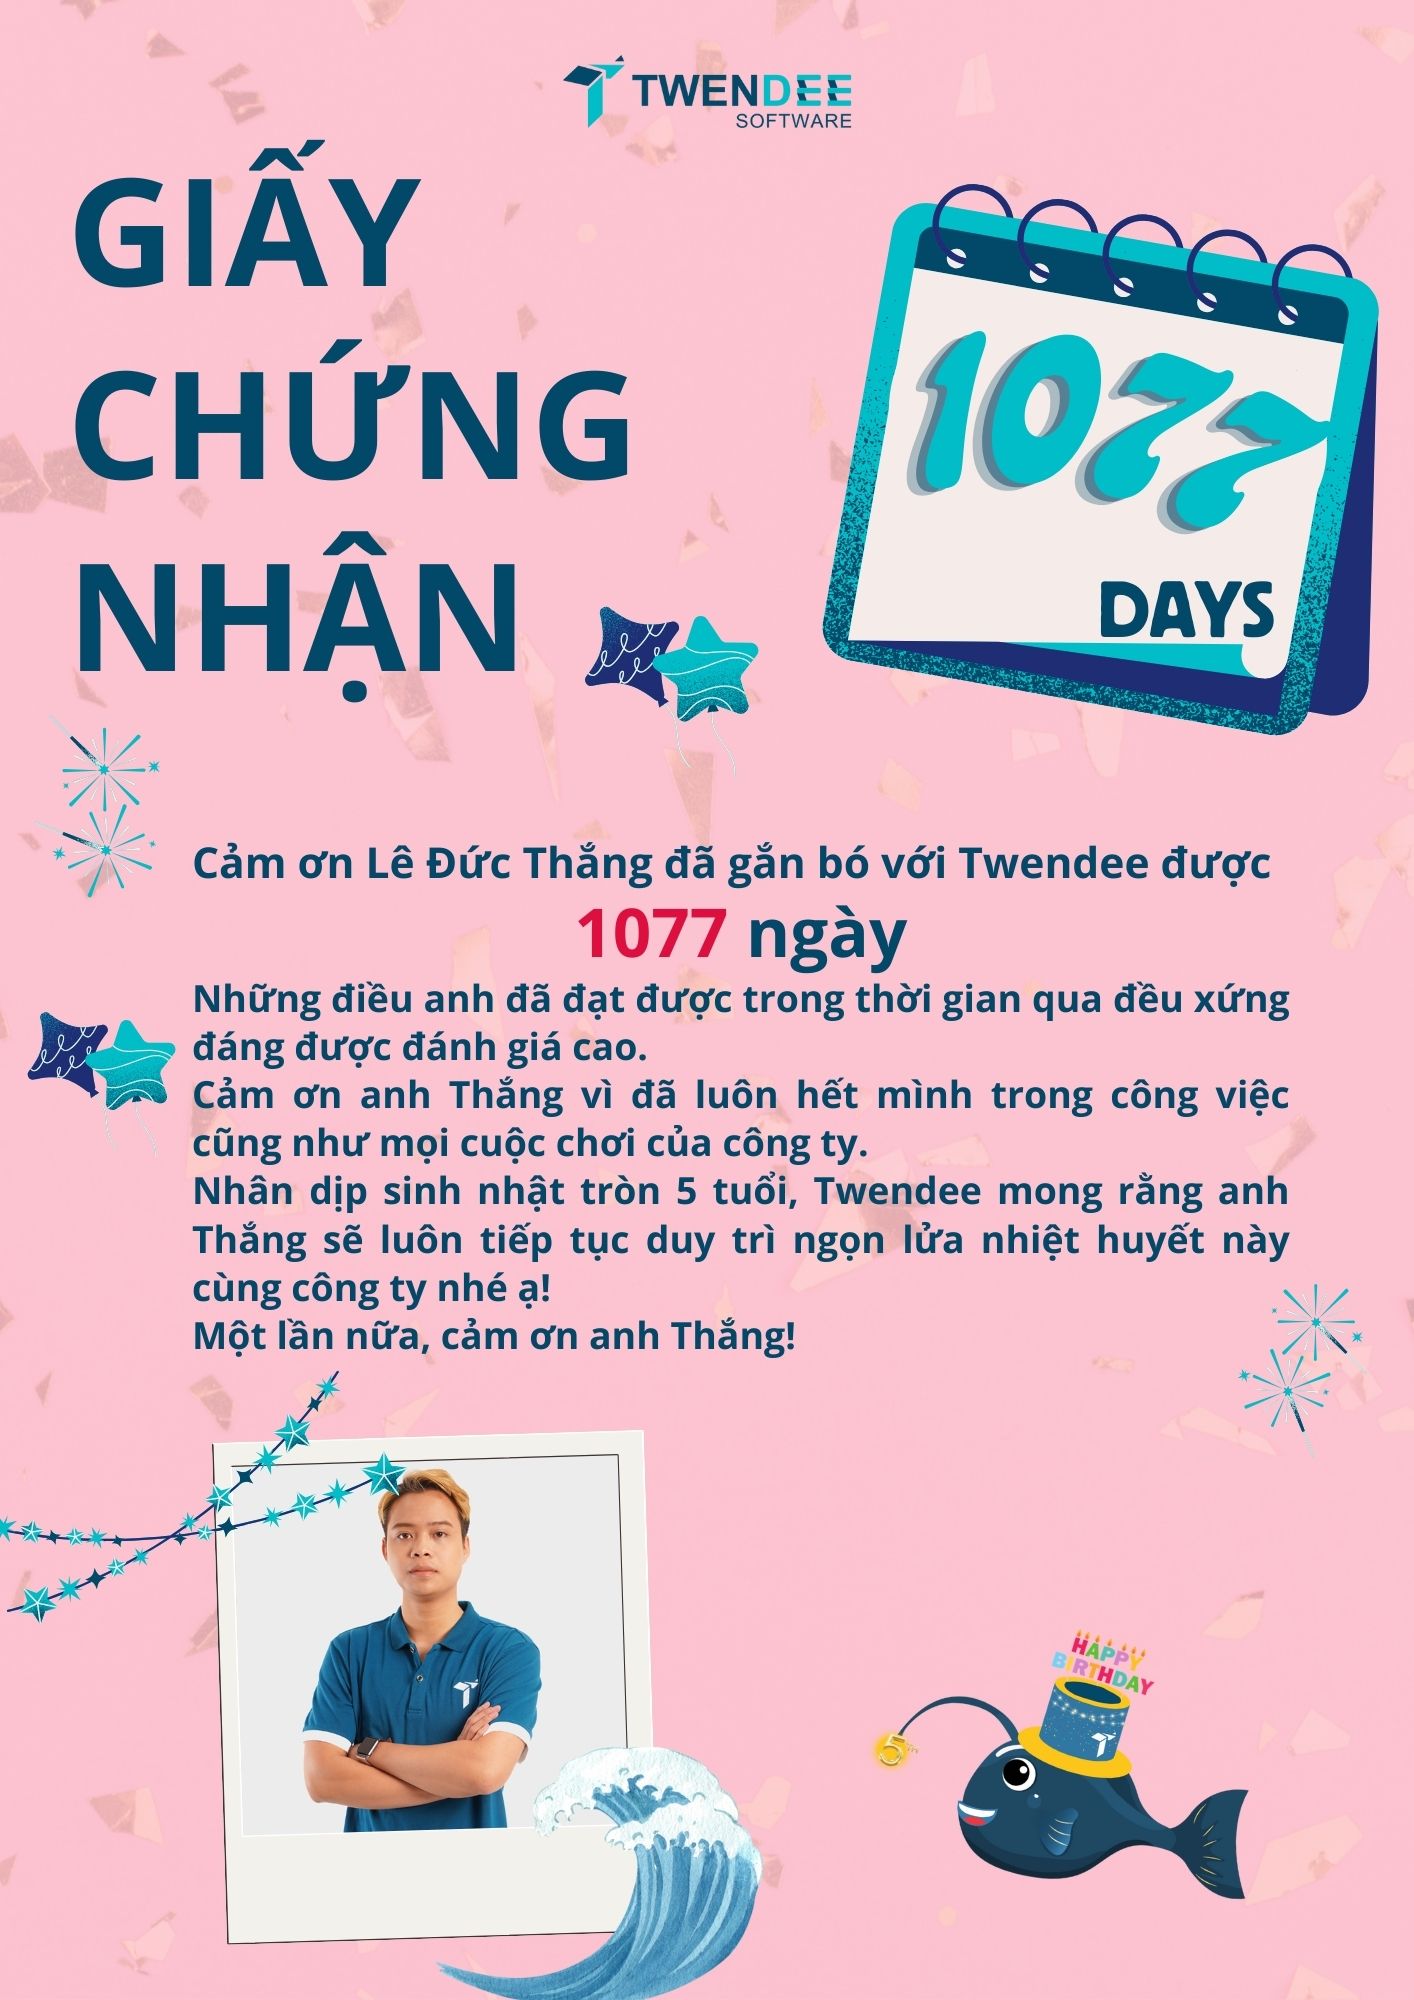 TWENDEE
SOFTWARE
GIẤY
CHỨNG
NHẬN
1077
DAYS
Cảm ơn Lê Đức Thắng đã gắn bó với Twendee được
1077 ngày
Những điều anh đã đạt được trong thời gian qua đều xứng
đáng được đánh giá cao.
Cảm ơn anh Thắng vì đã luôn hết mình trong công việc
cũng như mọi cuộc chơi của công ty.
Nhân dịp sinh nhật tròn 5 tuổi, Twendee mong rằng anh
Thắng sẽ luôn tiếp tục duy trì ngọn lửa nhiệt huyết này
cùng công ty nhé ạ!
Một lần nữa, cảm ơn anh Thắng!
HAPPY
BIRTHDAY
5th